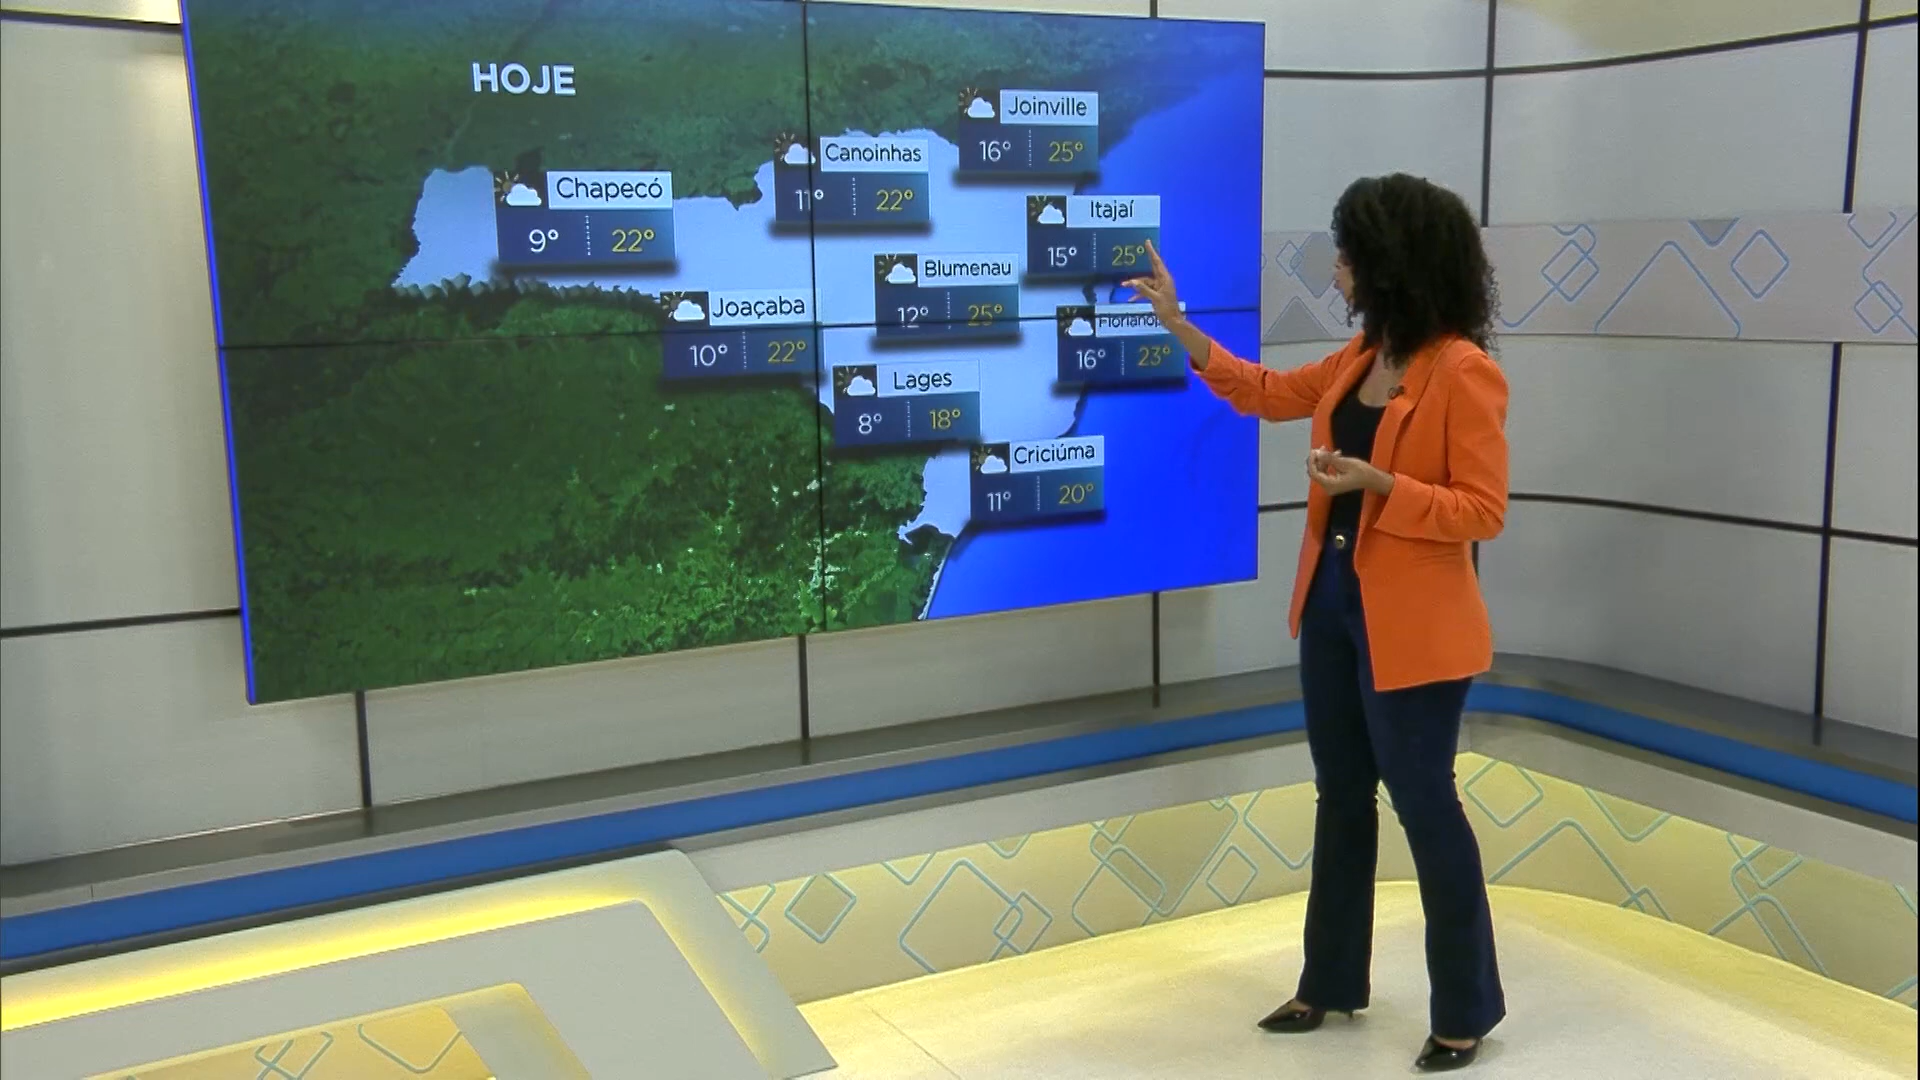 HOJE
Joinville
16° 25°
Canoinhas
11° 22°
Chapecó
9° 22°
Itajaí
15° 25°
Blumenau
12° 25°
Joaçaba
10° 22°
16° 23°
Lages
8° 18°
Criciúma
11° 20°